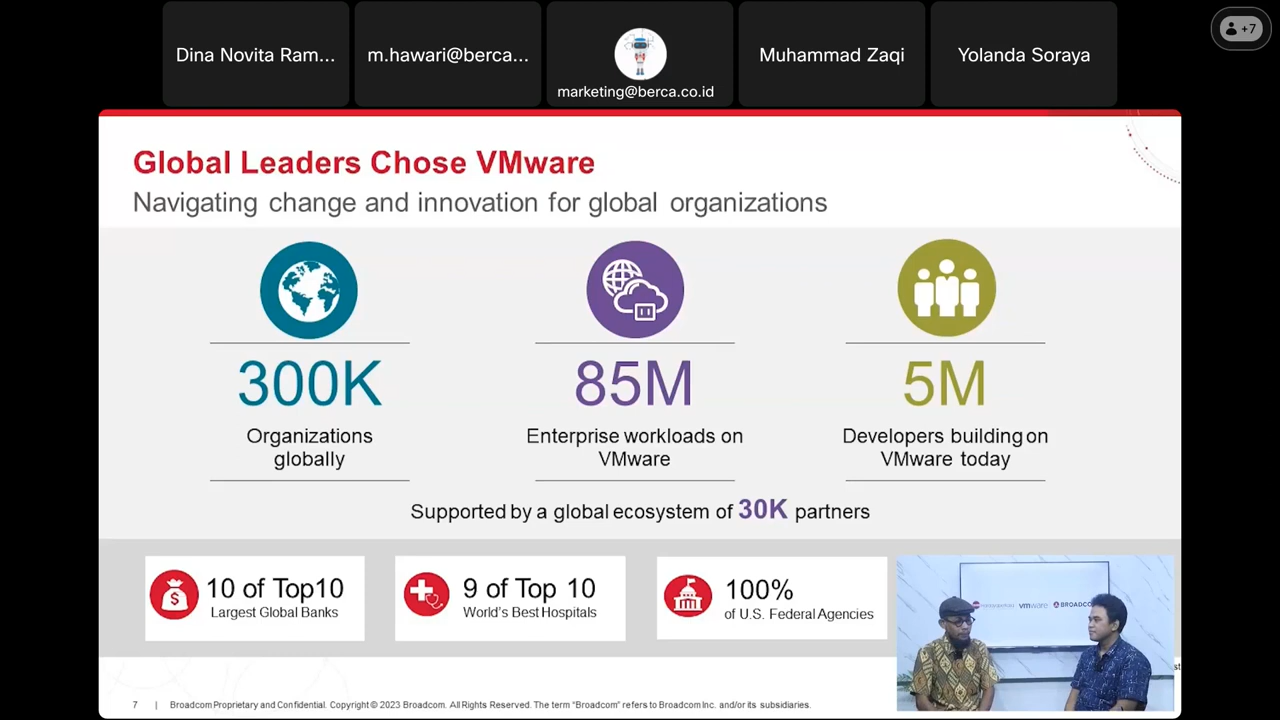 Dina Novita Ram...
m.hawari@berca...
marketing@berca.co.id
Muhammad Zaqi
Yolanda Soraya
+7
Global Leaders Chose VMware
Navigating change and innovation for global organizations
300K
Organizations
globally
85M
Enterprise workloads on
VMware
5M
Developers building on
VMware today
Supported by a global ecosystem of 30K partners
10 of Top10
Largest Global Banks
9 of Top 10
World's Best Hospitals
100%
of U.S. Federal Agencies
vmware
BROADCO
7 | Broadcom Proprietary and Confidential. Copyright © 2023 Broadcom. All Rights Reserved. The term “Broadcom” refers to Broadcom Inc. and/or its subsidiaries.